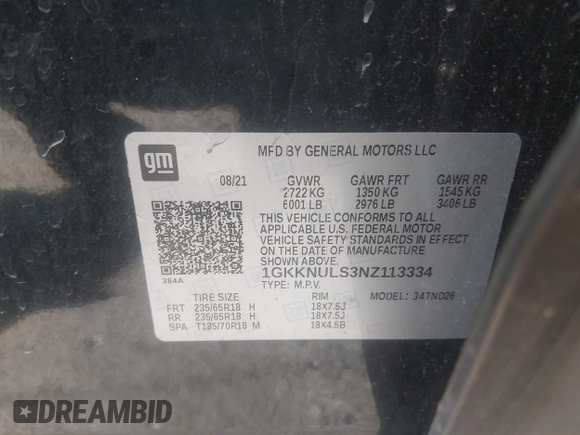 gm
MFD BY GENERAL MOTORS LLC
08/21 GVWR GAWR FRT GAWR RR
2722 KG 1350 KG 1545 KG
6001 LB 2976 LB 3406 LB
THIS VEHICLE CONFORMS TO ALL
APPLICABLE U.S. FEDERAL MOTOR
VEHICLE SAFETY STANDARDS IN EFFECT
ON THE DATE OF MANUFACTURE
SHOWN ABOVE.
384A
1GKKNULS3NZ113334
TYPE: M.P.V.
TIRE SIZE RIM MODEL: 34TND26
FRT 235/65R18 H 18X7.5J
RR 235/65R18 H 18X7.5J
SPA T135/70R18 M 18X4.5B
DREAMBID